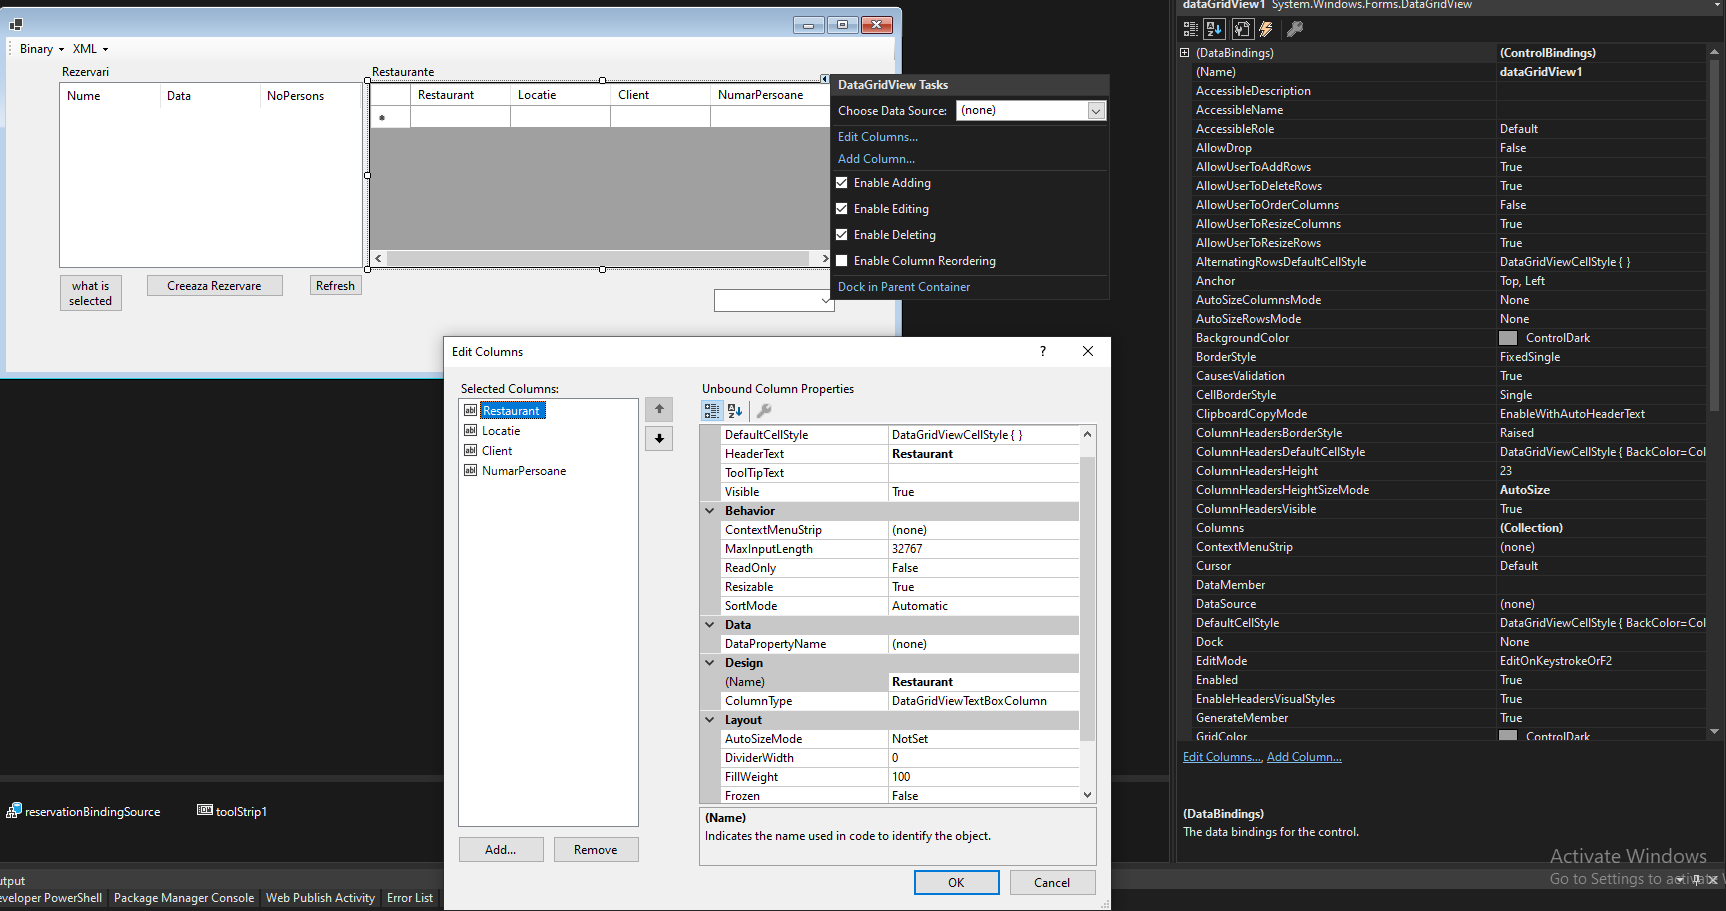 Binary XML
Rezervari
Nume Data NoPersons
what is selected
Creeaza Rezervare
Refresh
Restaurante
Restaurant Locatie Client NumarPersoane
DataGridView Tasks
Choose Data Source: (none)
Edit Columns...
Add Column...
Enable Adding
Enable Editing
Enable Deleting
Enable Column Reordering
Dock in Parent Container
Edit Columns ?
Selected Columns:
Restaurant
Locatie
Client
NumarPersoane
Add... Remove
Unbound Column Properties
DefaultCellStyle DataGridViewCellStyle { }
HeaderText Restaurant
ToolTipText
Visible True
Behavior
ContextMenuStrip (none)
MaxInputLength 32767
ReadOnly False
Resizable True
SortMode Automatic
Data
DataPropertyName (none)
Design
(Name) Restaurant
ColumnType DataGridViewTextBoxColumn
Layout
AutoSizeMode NotSet
DividerWidth 0
FillWeight 100
Frozen False
(Name)
Indicates the name used in code to identify the object.
OK Cancel
reservationBindingSource toolStrip1
utput
eveloper PowerShell Package Manager Console Web Publish Activity Error List
dataGridView1 System.Windows.Forms.DataGridView
(DataBindings) (ControlBindings)
(Name) dataGridView1
AccessibleDescription
AccessibleName
AccessibleRole Default
AllowDrop False
AllowUserToAddRows True
AllowUserToDeleteRows True
AllowUserToOrderColumns False
AllowUserToResizeColumns True
AllowUserToResizeRows True
AlternatingRowsDefaultCellStyle DataGridViewCellStyle { }
Anchor Top, Left
AutoSizeColumnsMode None
AutoSizeRowsMode None
BackgroundColor ControlDark
BorderStyle FixedSingle
CausesValidation True
CellBorderStyle Single
ClipboardCopyMode EnableWithAutoHeaderText
ColumnHeadersBorderStyle Raised
ColumnHeadersDefaultCellStyle DataGridViewCellStyle { BackColor=Col
ColumnHeadersHeight 23
ColumnHeadersHeightSizeMode AutoSize
ColumnHeadersVisible True
Columns (Collection)
ContextMenuStrip (none)
Cursor Default
DataMember
DataSource (none)
DefaultCellStyle DataGridViewCellStyle { BackColor=Col
Dock None
EditMode EditOnKeystrokeOrF2
Enabled True
EnableHeadersVisualStyles True
GenerateMember True
GridColor ControlDark
Edit Columns..., Add Column...
(DataBindings)
The data bindings for the control.
Activate Windows
Go to Settings to activate W